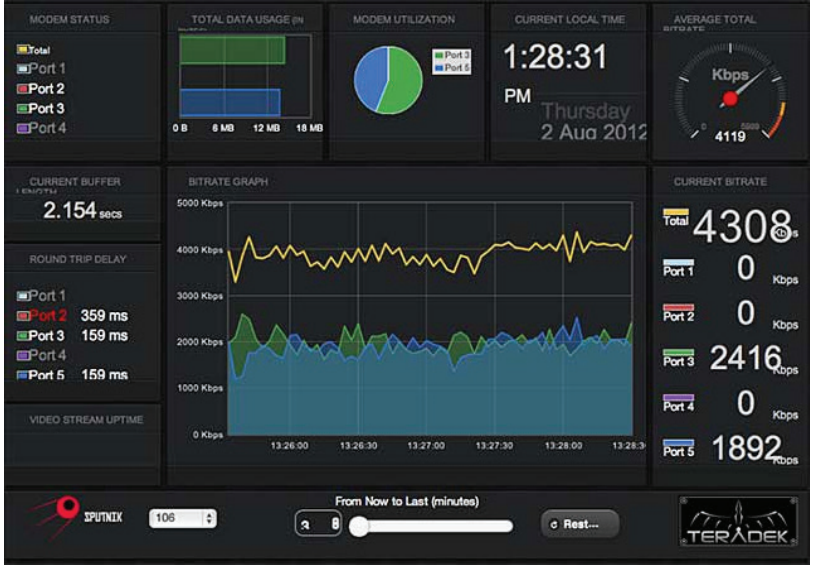 MODEM STATUS
Total
Port 1
Port 2
Port 3
Port 4
TOTAL DATA USAGE (IN
0 B 6 MB 12 MB 18 MB
MODEM UTILIZATION
Port 3
Port 5
CURRENT LOCAL TIME
1:28:31
PM
Thursday
2 Aug 2012
AVERAGE TOTAL
BITRATE
Kbps
0
4119
CURRENT BUFFER
LENGTH
2.154 secs
ROUND TRIP DELAY
Port 1
Port 2 359 ms
Port 3 159 ms
Port 4
Port 5 159 ms
VIDEO STREAM UPTIME
BITRATE GRAPH
5000 Kbps
4000 Kbps
3000 Kbps
2000 Kbps
1000 Kbps
0 Kbps
13:26:00 13:26:30 13:27:00 13:27:30 13:28:00 13:28:3
CURRENT BITRATE
Total 4308 Kbps
Port 1 0 Kbps
Port 2 0 Kbps
Port 3 2416 Kbps
Port 4 0 Kbps
Port 5 1892 Kbps
SPUTNIK
106
From Now to Last (minutes)
Rest...
TERADEK